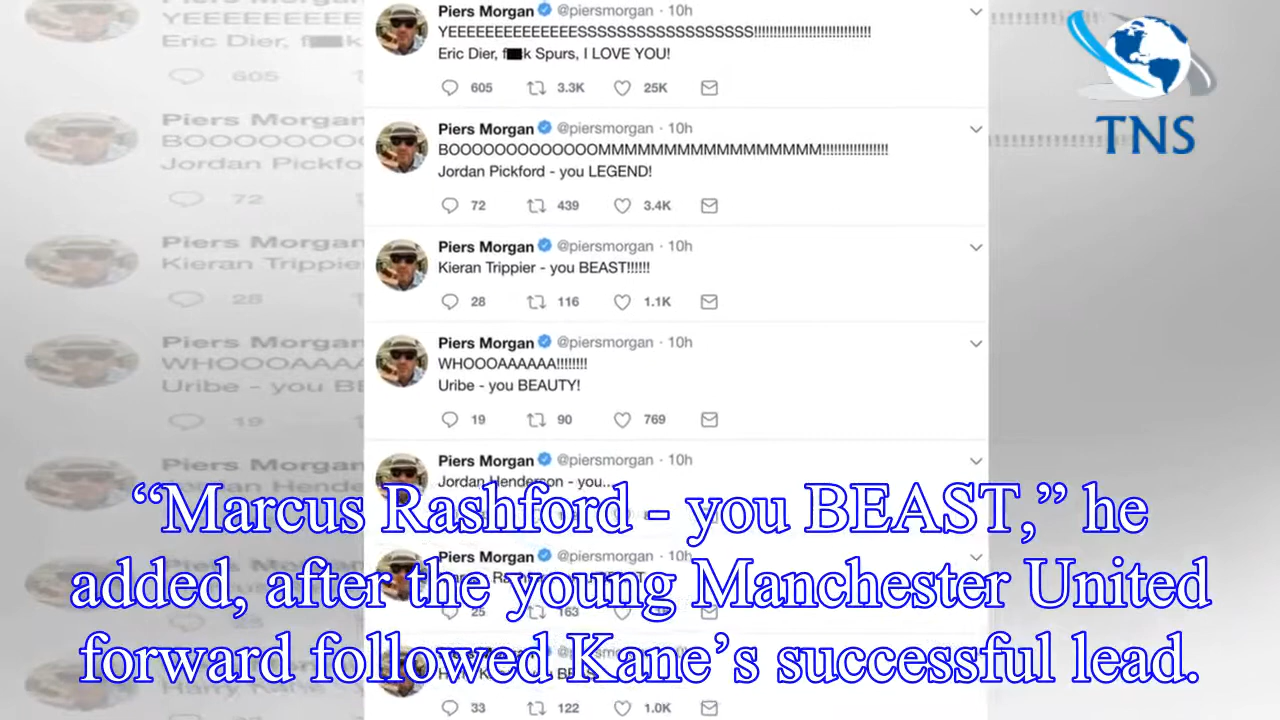 Piers Morgan @piersmorgan · 10h
YEEEEEEEEEEEEEESSSSSSSSSSSSSSSSSS!!!!!!!!!!!!!!!!!!!!!!!!!!!!!!
Eric Dier, f██k Spurs, I LOVE YOU!
605 3.3K 25K
Piers Morgan @piersmorgan · 10h
BOOOOOOOOOOOOMMMMMMMMMMMMMMMMM!!!!!!!!!!!!!!!!!
Jordan Pickford - you LEGEND!
72 439 3.4K
Piers Morgan @piersmorgan · 10h
Kieran Trippier - you BEAST!!!!!!
28 116 1.1K
Piers Morgan @piersmorgan · 10h
WHOOOAAAAAA!!!!!!!!
Uribe - you BEAUTY!
19 90 769
Piers Morgan @piersmorgan · 10h
Jordan Henderson - you...
Piers Morgan @piersmorgan · 10h
25 163
33 122 1.0K
TNS
“Marcus Rashford - you BEAST,” he
added, after the young Manchester United
forward followed Kane’s successful lead.